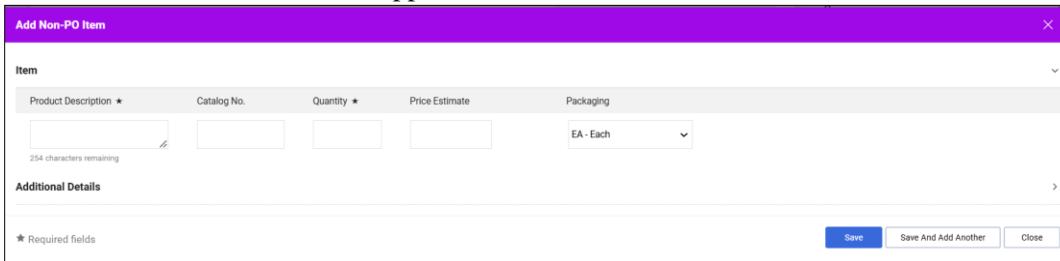 Add Non-PO Item
Item
Product Description ★ Catalog No. Quantity ★ Price Estimate Packaging
EA - Each
254 characters remaining
Additional Details
★ Required fields Save Save And Add Another Close